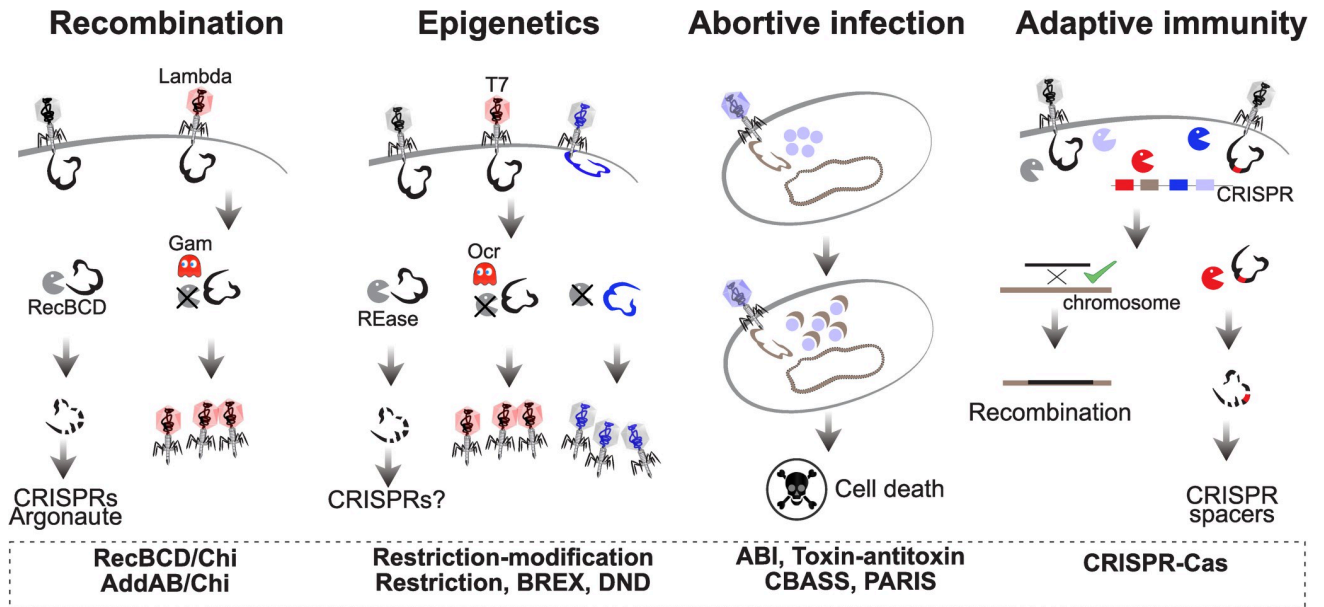 Recombination
Lambda
Gam
RecBCD
CRISPRs
Argonaute
RecBCD/Chi
AddAB/Chi
Epigenetics
T7
Ocr
REase
CRISPRs?
Restriction-modification
Restriction, BREX, DND
Abortive infection
Cell death
ABI, Toxin-antitoxin
CBASS, PARIS
Adaptive immunity
CRISPR
chromosome
Recombination
CRISPR
spacers
CRISPR-Cas